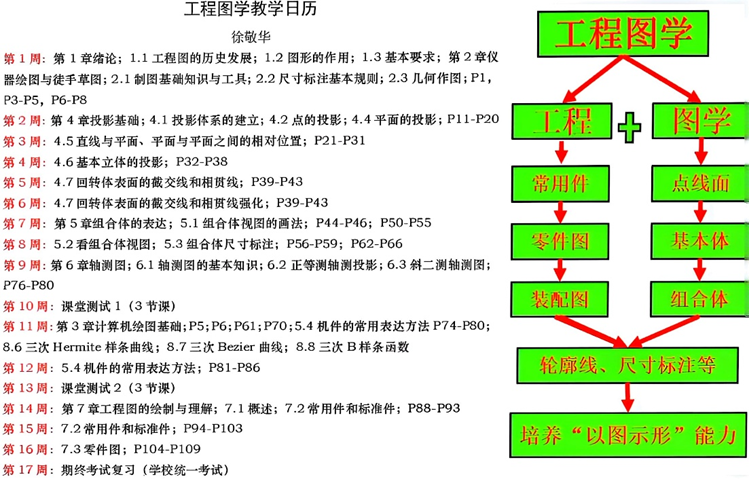 工程图学教学日历
徐敬华
第 1 周：第 1 章绪论；1.1 工程图的历史发展；1.2 图形的作用；1.3 基本要求；第 2 章仪
器绘图与徒手草图；2.1 制图基础知识与工具；2.2 尺寸标注基本规则；2.3 几何作图；P1，
P3-P5，P6-P8
第 2 周：第 4 章投影基础；4.1 投影体系的建立；4.2 点的投影；4.4 平面的投影；P11-P20
第 3 周：4.5 直线与平面、平面与平面之间的相对位置；P21-P31
第 4 周：4.6 基本立体的投影；P32-P38
第 5 周：4.7 回转体表面的截交线和相贯线；P39-P43
第 6 周：4.7 回转体表面的截交线和相贯线强化；P39-P43
第 7 周：第 5 章组合体的表达；5.1 组合体视图的画法；P44-P46；P50-P55
第 8 周：5.2 看组合体视图；5.3 组合体尺寸标注；P56-P59；P62-P66
第 9 周：第 6 章轴测图；6.1 轴测图的基本知识；6.2 正等测轴测投影；6.3 斜二测轴测图；
P76-P80
第 10 周：课堂测试 1（3 节课）
第 11 周：第 3 章计算机绘图基础;P5;P6;P61;P70;5.4 机件的常用表达方法 P74-P80;
8.6 三次 Hermite 样条曲线；8.7 三次 Bezier 曲线；8.8 三次 B 样条函数
第 12 周：5.4 机件的常用表达方法；P81-P86
第 13 周：课堂测试 2（3 节课）
第 14 周：第 7 章工程图的绘制与理解；7.1 概述；7.2 常用件和标准件；P88-P93
第 15 周：7.2 常用件和标准件；P94-P103
第 16 周：7.3 零件图；P104-P109
第 17 周：期终考试复习（学校统一考试）
工程图学
工程
图学
常用件
点线面
零件图
基本体
装配图
组合体
轮廓线、尺寸标注等
培养“以图示形”能力